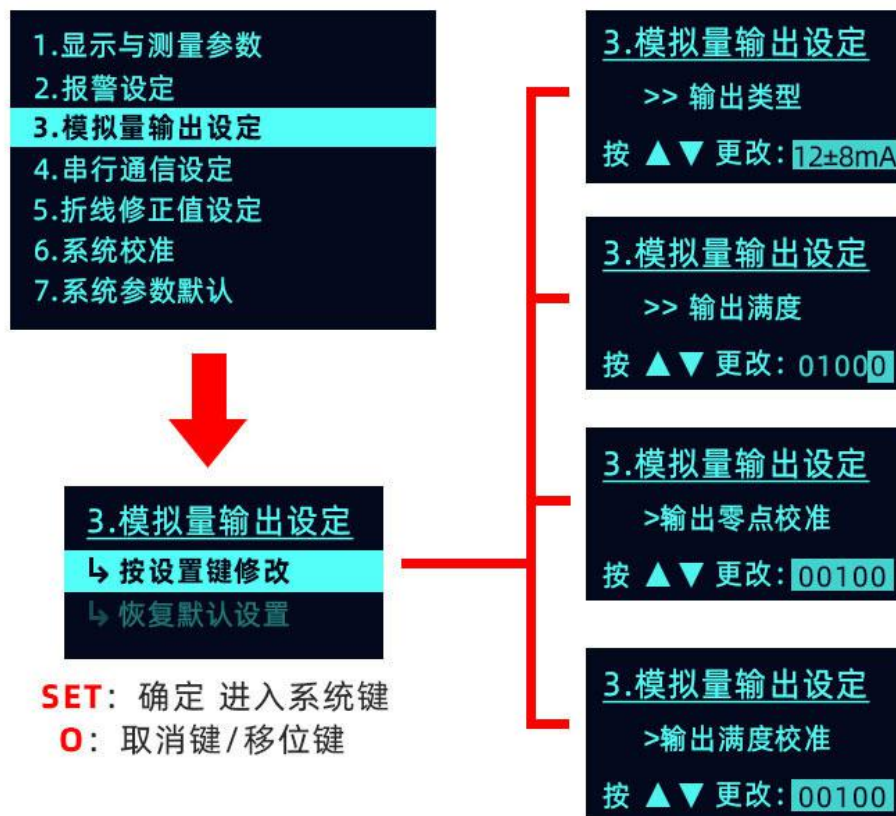 1.显示与测量参数
2.报警设定
3.模拟量输出设定
4.串行通信设定
5.折线修正值设定
6.系统校准
7.系统参数默认
3.模拟量输出设定
↳ 按设置键修改
↳ 恢复默认设置
SET：确定 进入系统键
O：取消键/移位键
3.模拟量输出设定
>> 输出类型
按 ▲▼ 更改：12±8mA
3.模拟量输出设定
>> 输出满度
按 ▲▼ 更改：01000
3.模拟量输出设定
>输出零点校准
按 ▲▼ 更改：00100
3.模拟量输出设定
>输出满度校准
按 ▲▼ 更改：00100